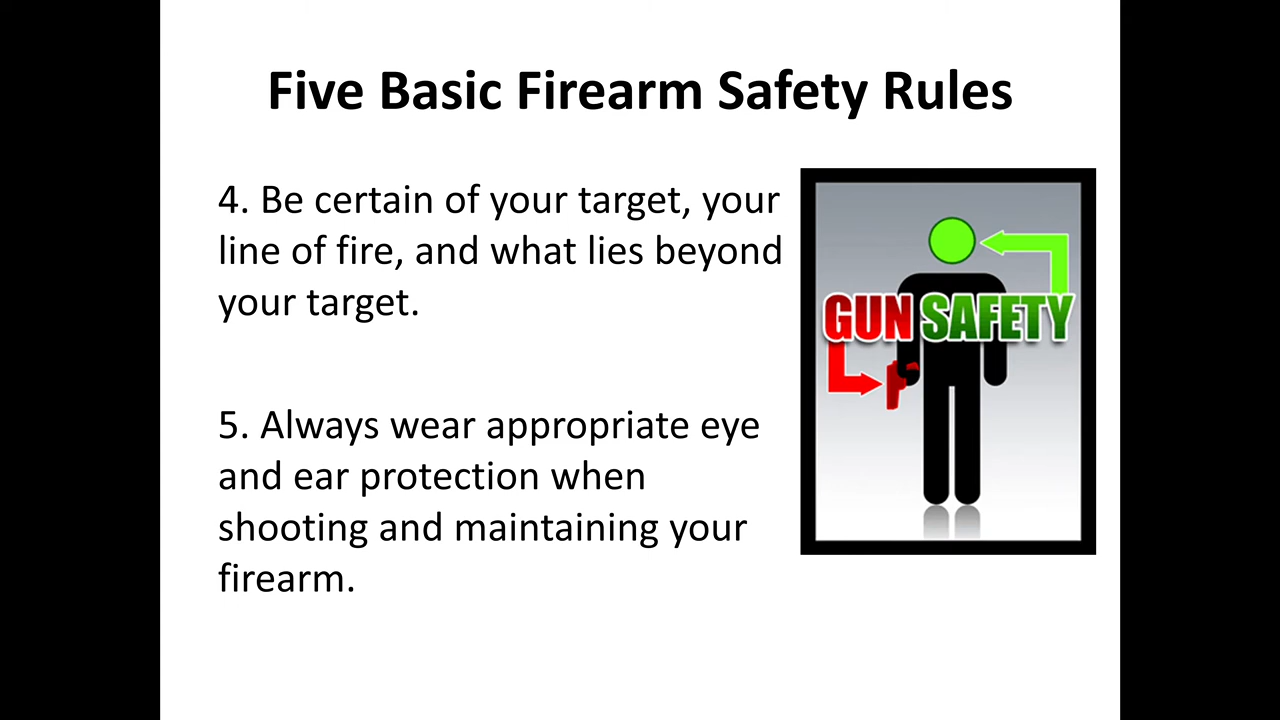 Five Basic Firearm Safety Rules
4. Be certain of your target, your
line of fire, and what lies beyond
your target.
5. Always wear appropriate eye
and ear protection when
shooting and maintaining your
firearm.
GUN SAFETY